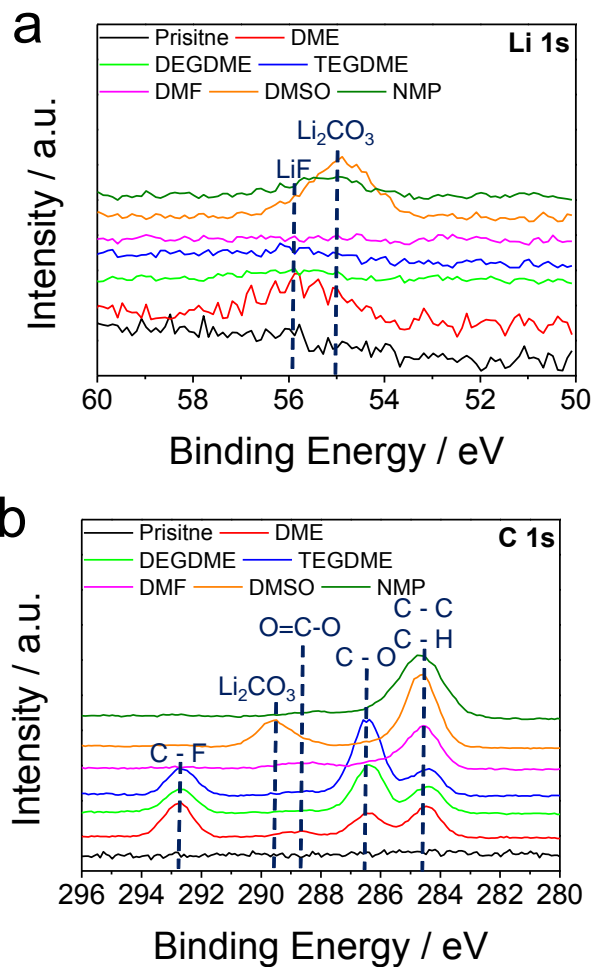 a
Li 1s
Prisitne DME
DEGDME TEGDME
DMF DMSO NMP
Li₂CO₃
LiF
Intensity / a.u.
60 58 56 54 52 50
Binding Energy / eV
b
C 1s
Prisitne DME
DEGDME TEGDME
DMF DMSO NMP
C - C
O=C-O
C - O C - H
Li₂CO₃
C - F
Intensity / a.u.
296 294 292 290 288 286 284 282 280
Binding Energy / eV